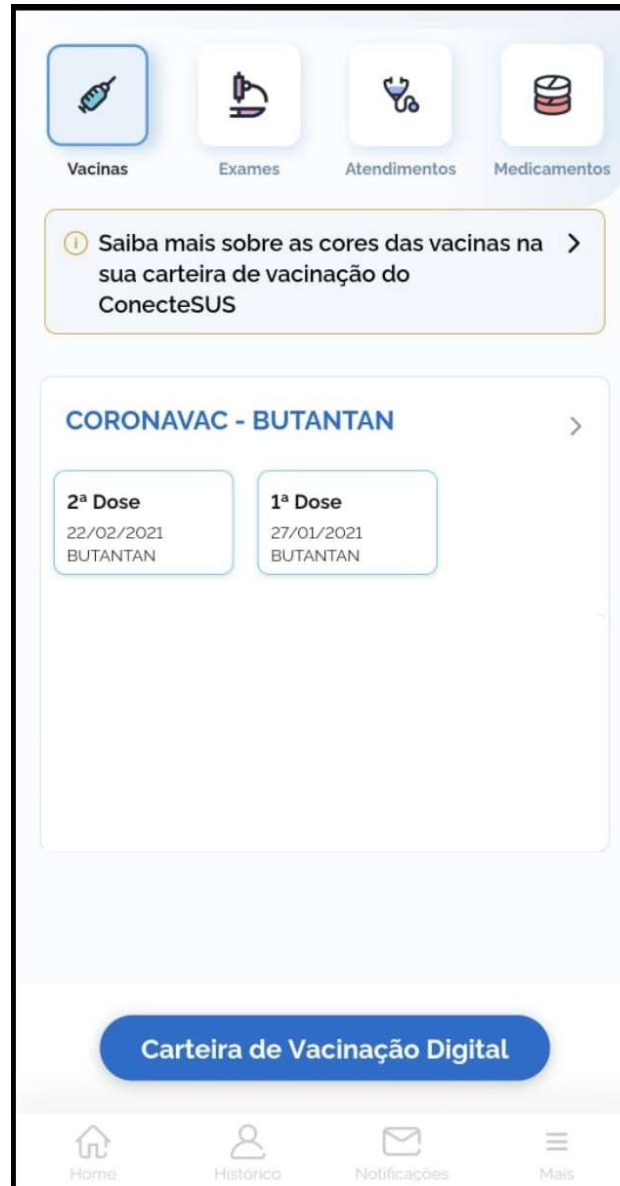 Vacinas
Exames
Atendimentos
Medicamentos
Saiba mais sobre as cores das vacinas na
sua carteira de vacinação do
ConecteSUS
CORONAVAC - BUTANTAN
2ª Dose
22/02/2021
BUTANTAN
1ª Dose
27/01/2021
BUTANTAN
Carteira de Vacinação Digital
Home
Histórico
Notificações
Mais